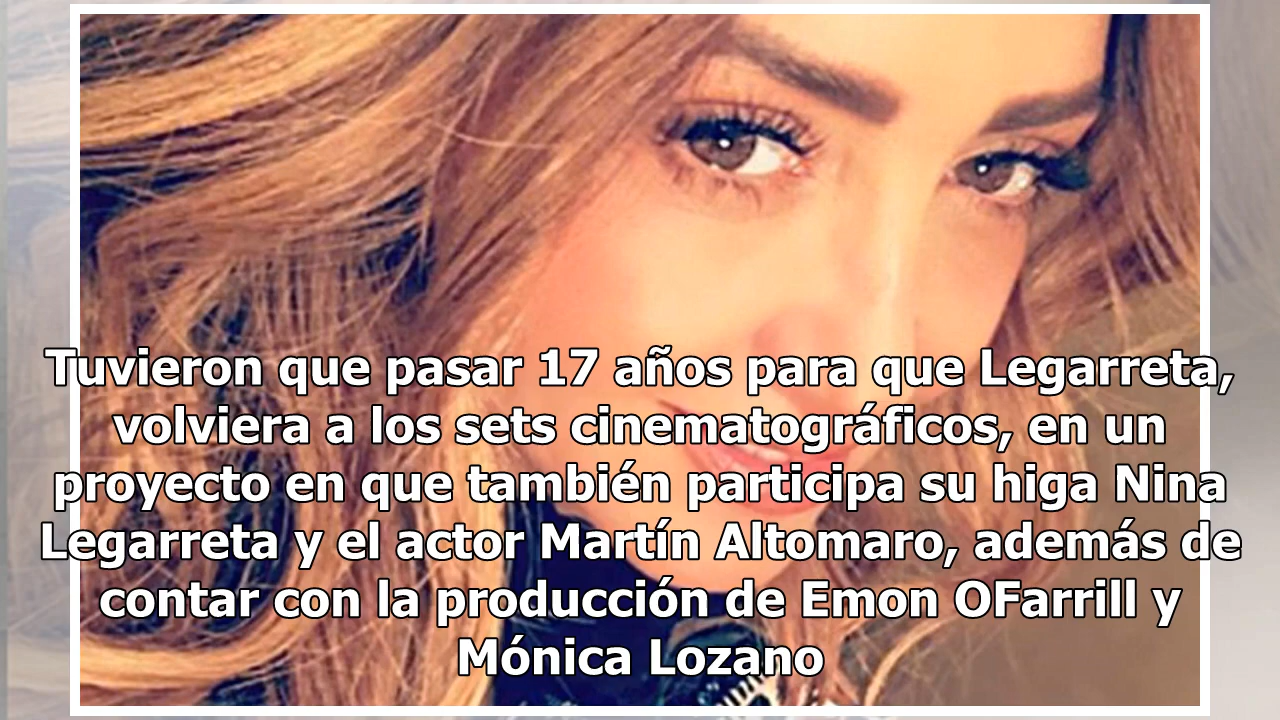 Tuvieron que pasar 17 años para que Legarreta,
volviera a los sets cinematográficos, en un
proyecto en que también participa su higa Nina
Legarreta y el actor Martín Altomaro, además de
contar con la producción de Emon OFarrill y
Mónica Lozano